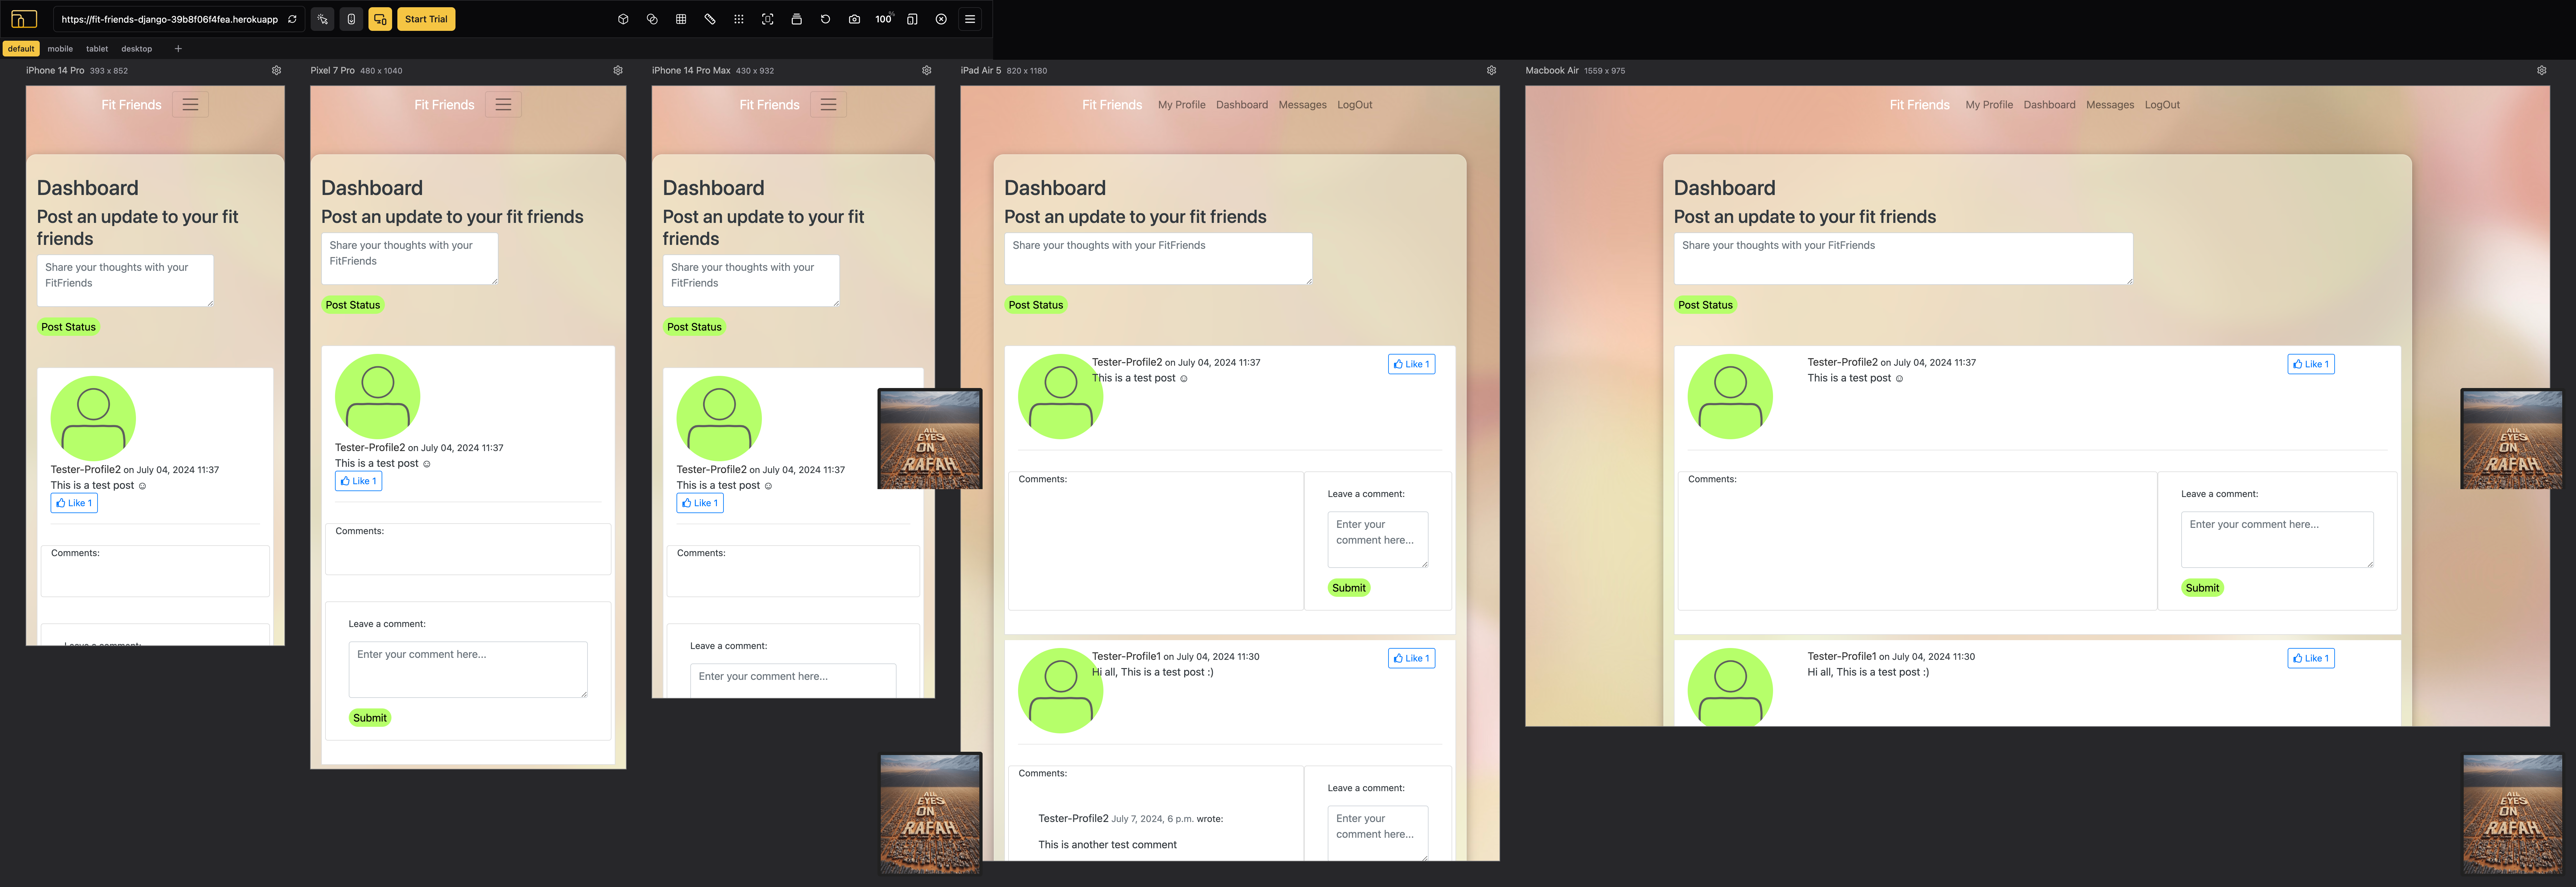 https://fit-friends-django-39b8f06f4fea.herokuapp
Start Trial
100%
default
mobile
tablet
desktop
iPhone 14 Pro 393 x 852
Fit Friends
Dashboard
Post an update to your fit
friends
Share your thoughts with your
FitFriends
Post Status
Tester-Profile2 on July 04, 2024 11:37
This is a test post ☺
Like 1
Comments:
Leave a comment:
Pixel 7 Pro 480 x 1040
Fit Friends
Dashboard
Post an update to your fit friends
Share your thoughts with your
FitFriends
Post Status
Tester-Profile2 on July 04, 2024 11:37
This is a test post ☺
Like 1
Comments:
Leave a comment:
Enter your comment here...
Submit
iPhone 14 Pro Max 430 x 932
Fit Friends
Dashboard
Post an update to your fit
friends
Share your thoughts with your
FitFriends
Post Status
Tester-Profile2 on July 04, 2024 11:37
This is a test post ☺
Like 1
Comments:
Leave a comment:
Enter your comment here...
ALL
EYES
ON
RAFAH
ALL
EYES
ON
RAFAH
iPad Air 5 820 x 1180
Fit Friends My Profile Dashboard Messages LogOut
Dashboard
Post an update to your fit friends
Share your thoughts with your FitFriends
Post Status
Tester-Profile2 on July 04, 2024 11:37
This is a test post ☺
Like 1
Comments:
Leave a comment:
Enter your
comment here...
Submit
Tester-Profile1 on July 04, 2024 11:30
Hi all, This is a test post :)
Like 1
Comments:
Tester-Profile2 July 7, 2024, 6 p.m. wrote:
This is another test comment
Leave a comment:
Enter your
comment here...
Macbook Air 1559 x 975
Fit Friends My Profile Dashboard Messages LogOut
Dashboard
Post an update to your fit friends
Share your thoughts with your FitFriends
Post Status
Tester-Profile2 on July 04, 2024 11:37
This is a test post ☺
Like 1
Comments:
Leave a comment:
Enter your comment here...
Submit
Tester-Profile1 on July 04, 2024 11:30
Hi all, This is a test post :)
Like 1
ALL
EYES
ON
RAFAH
ALL
EYES
ON
RAFAH